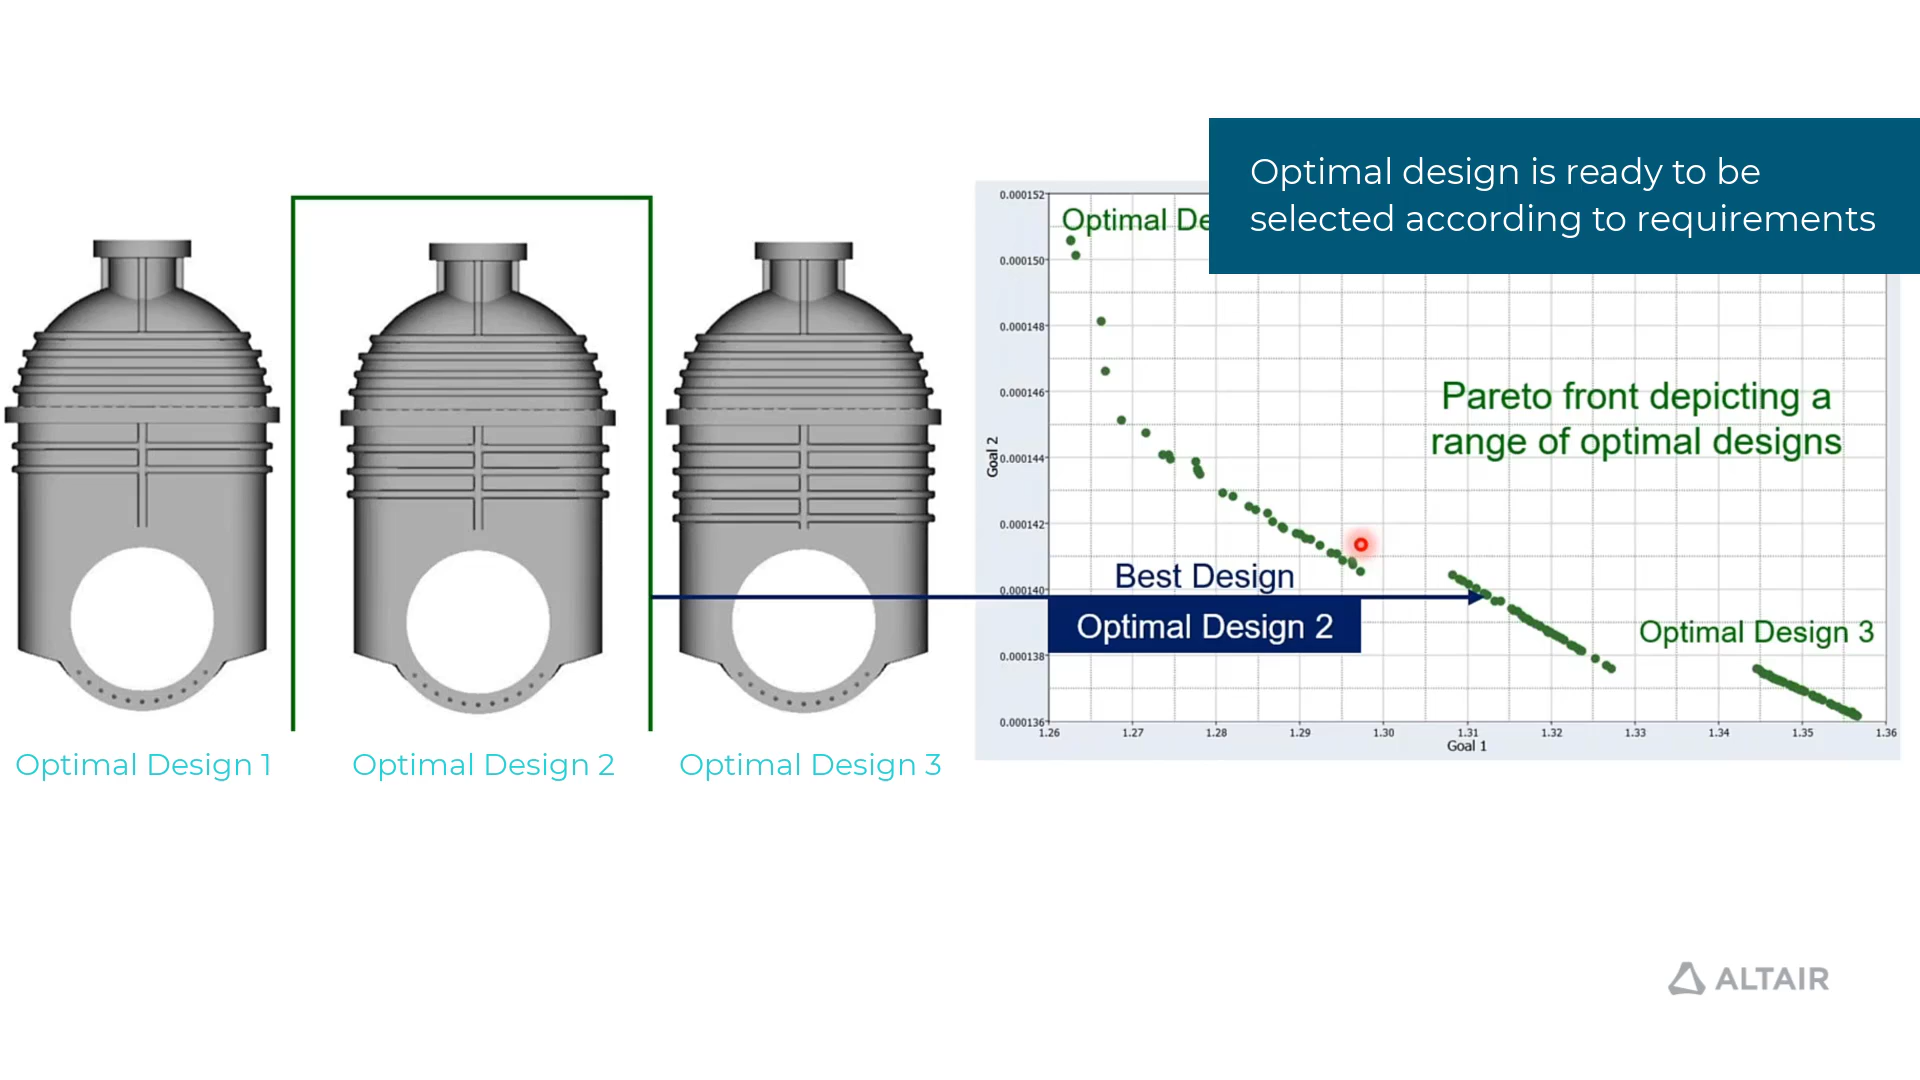 Optimal design is ready to be
selected according to requirements
Optimal De
Pareto front depicting a
range of optimal designs
Best Design
Optimal Design 2
Optimal Design 3
0.000152
0.000150
0.000148
0.000146
0.000144
0.000142
0.000140
0.000138
0.000136
Goal 2
1.26 1.27 1.28 1.29 1.30 1.31 1.32 1.33 1.34 1.35 1.36
Goal 1
Optimal Design 1
Optimal Design 2
Optimal Design 3
ALTAIR